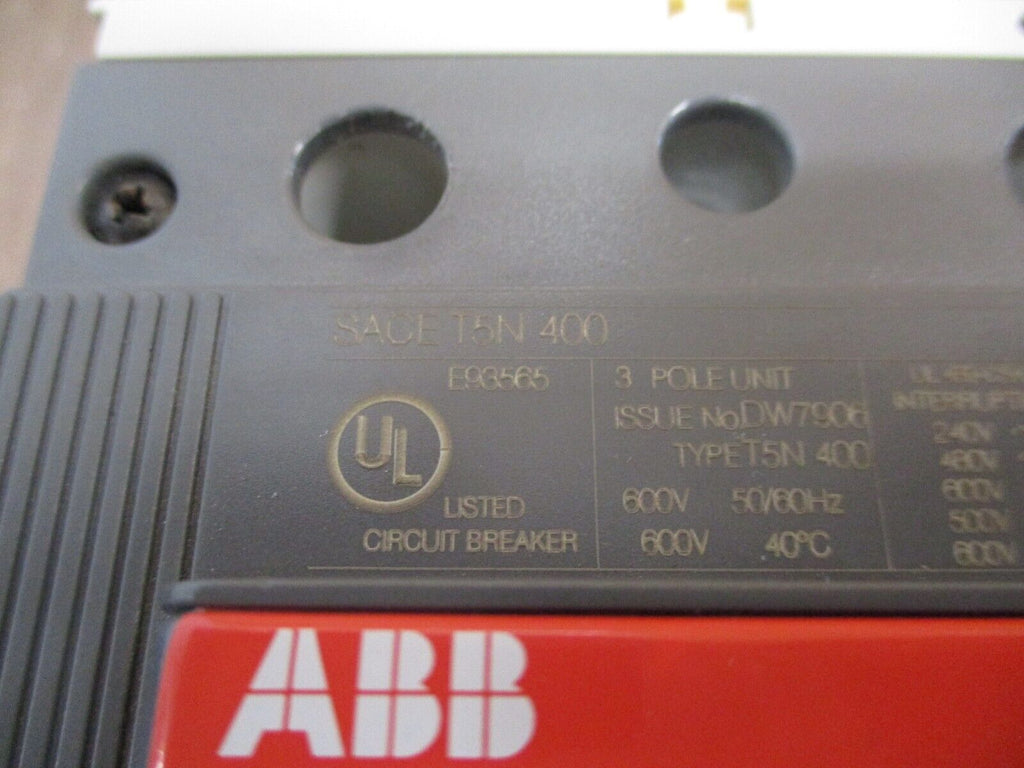 SACE T5N 400
E93565
UL
LISTED
CIRCUIT BREAKER
3 POLE UNIT
ISSUE No.DW7906
TYPE T5N 400
600V 50/60Hz
600V 40°C
240V
480V
600V
500V
600V
ABB